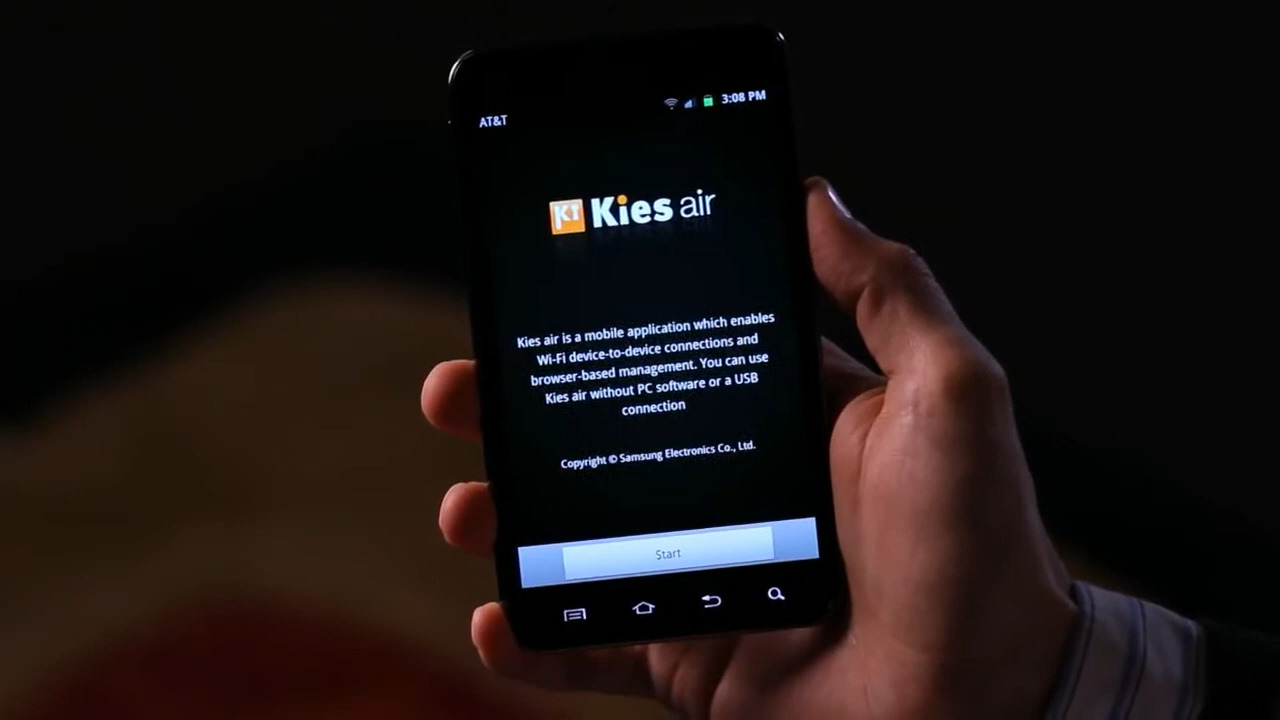 AT&T
3:08 PM
Kies air
Kies air is a mobile application which enables
Wi-Fi device-to-device connections and
browser-based management. You can use
Kies air without PC software or a USB
connection
Copyright © Samsung Electronics Co., Ltd.
Start